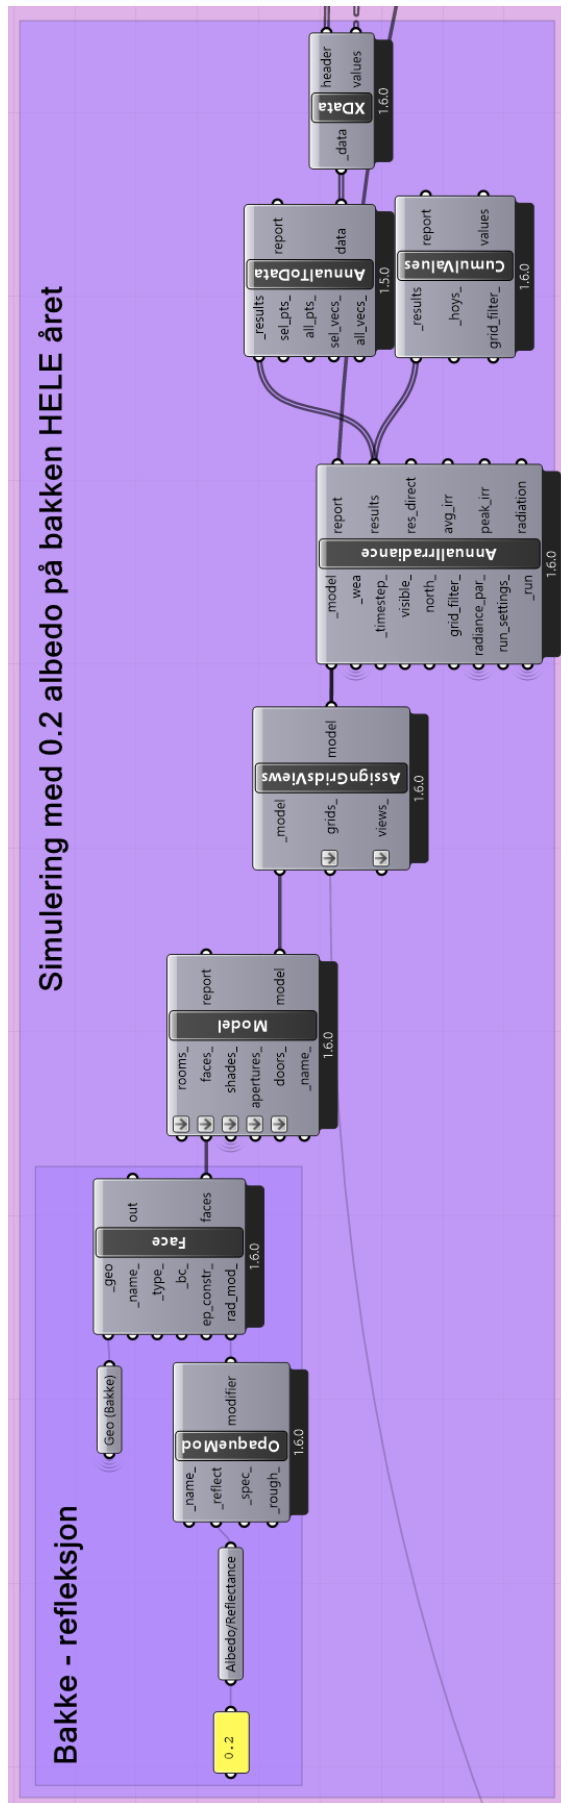 Simulering med 0.2 albedo på bakken HELE året
Bakke - refleksjon
0.2
Albedo/Reflectance
_name_
_reflect
_spec_
_rough_
OpaqueMod
modifier
1.6.0
Geo (Bakke)
_geo
_name_
_type_
_bc_
ep_constr_
rad_mod_
Face
out
faces
1.6.0
rooms_
faces_
shades_
apertures_
doors_
_name_
Model
report
model
1.6.0
_model
grids_
views_
AssignGridsViews
model
1.6.0
_model
_wea
_timestep_
visible_
north_
grid_filter_
radiance_par_
run_settings_
_run
AnnualIrradiance
report
results
res_direct
avg_irr
peak_irr
radiation
1.6.0
_results
sel_pts_
all_pts_
sel_vecs_
all_vecs_
AnnualToData
report
data
1.5.0
_results
_hoys_
grid_filter_
CumulValues
report
values
1.6.0
_data
XData
header
values
1.6.0